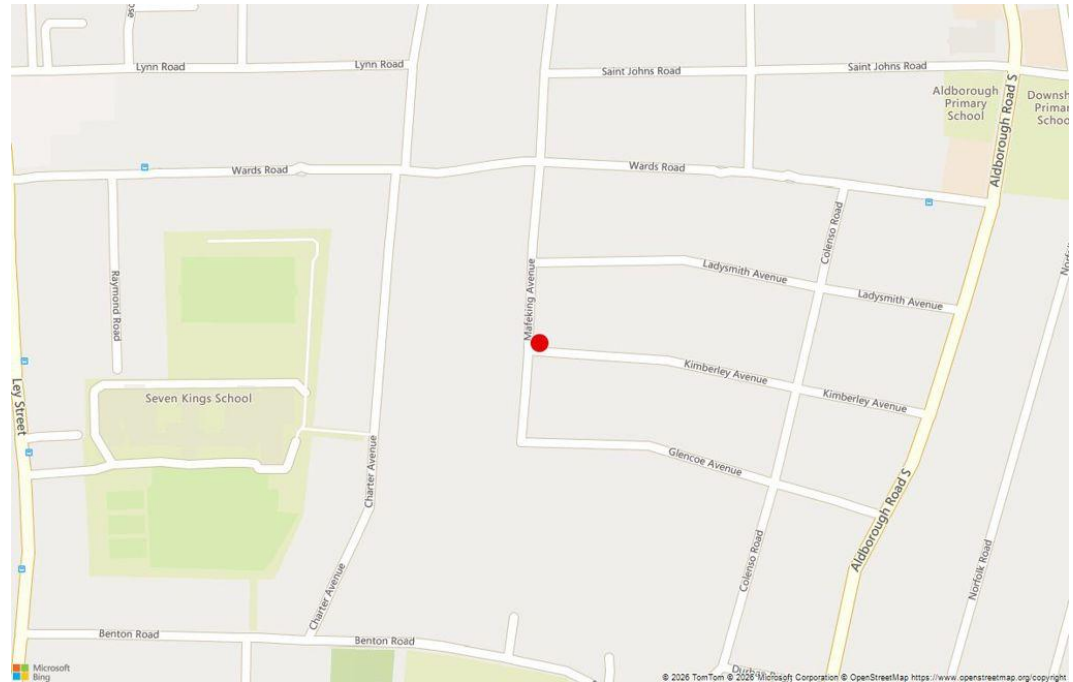 Lynn Road
Lynn Road
Saint Johns Road
Saint Johns Road
Aldborough
Primary
School
Aldborough Road S
Wards Road
Wards Road
Raymond Road
Mafeking Avenue
Colenso Road
Ladysmith Avenue
Ladysmith Avenue
Kimberley Avenue
Kimberley Avenue
Seven Kings School
Ley Street
Charter Avenue
Glencoe Avenue
Aldborough Road S
Colenso Road
Norfolk Road
Charter Avenue
Benton Road
Benton Road
Microsoft
Bing
© 2026 TomTom © 2026 Microsoft Corporation © OpenStreetMap https://www.openstreetmap.org/copyright